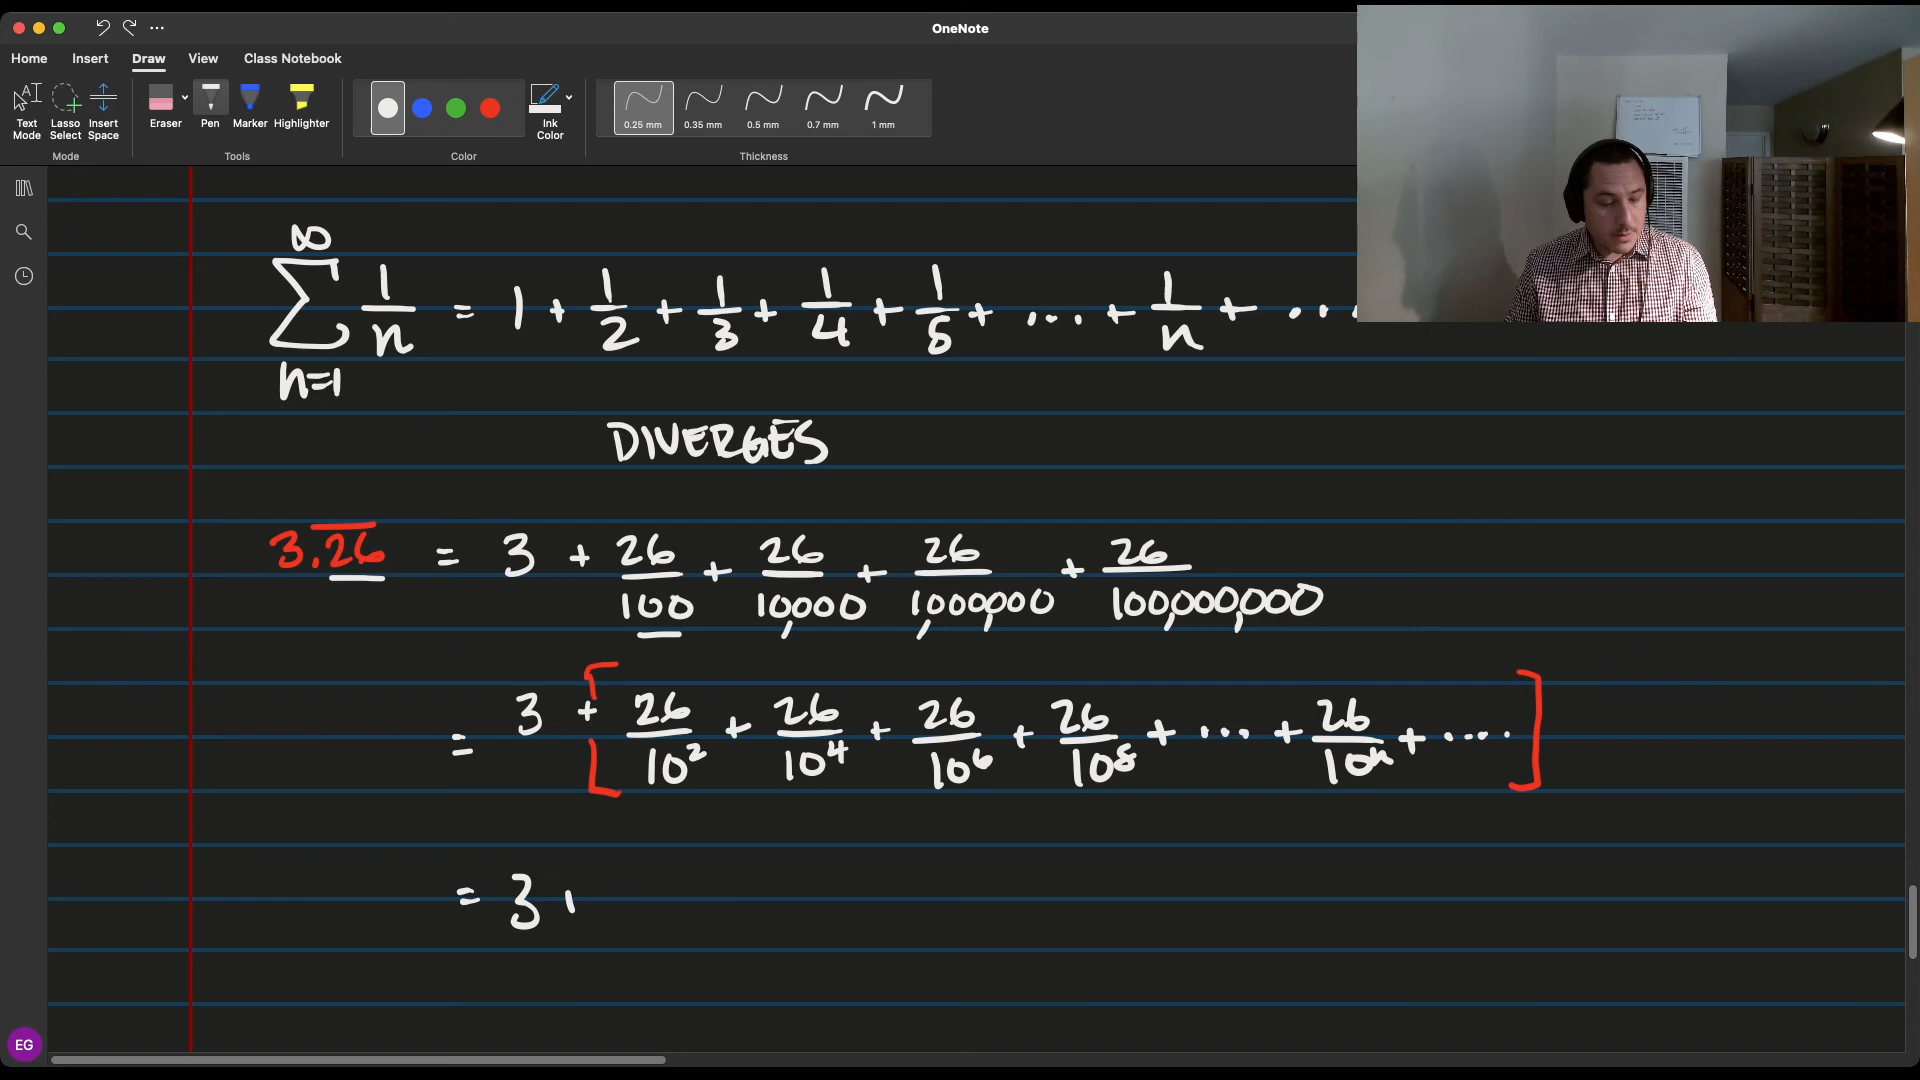 OneNote
Home Insert Draw View Class Notebook
Text Mode Lasso Select Insert Space Eraser Pen Marker Highlighter Ink Color 0.25 mm 0.35 mm 0.5 mm 0.7 mm 1 mm
Mode Tools Color Thickness
∞
∑ 1/n = 1 + 1/2 + 1/3 + 1/4 + 1/5 + ... + 1/n + ...
n=1
DIVERGES
3.2̅6̅ = 3 + 26/100 + 26/10,000 + 26/1,000,000 + 26/100,000,000
= 3 + [26/10² + 26/10⁴ + 26/10⁶ + 26/10⁸ + ... + 26/10ⁿ + ....]
= 3
EG